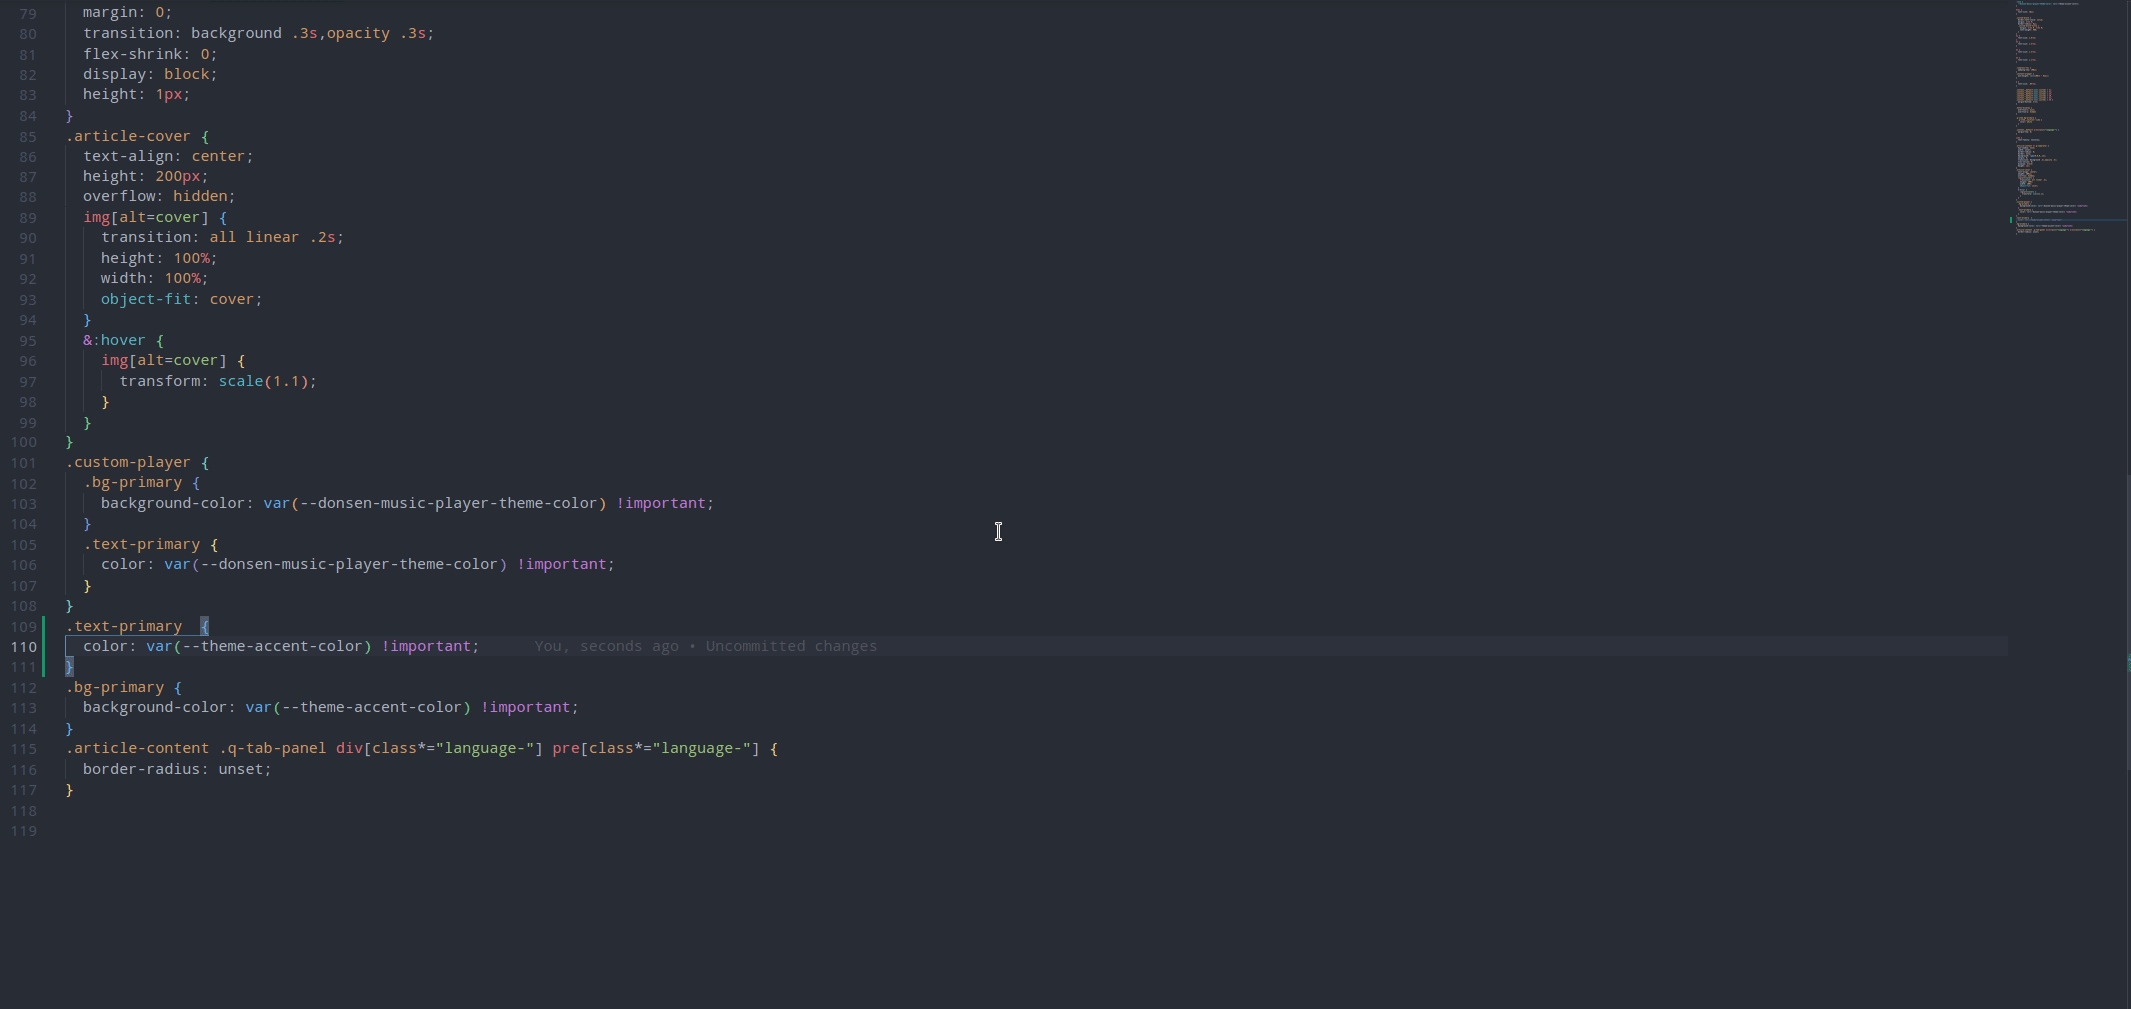 79 margin: 0;
80 transition: background .3s,opacity .3s;
81 flex-shrink: 0;
82 display: block;
83 height: 1px;
84 }
85 .article-cover {
86 text-align: center;
87 height: 200px;
88 overflow: hidden;
89 img[alt=cover] {
90 transition: all linear .2s;
91 height: 100%;
92 width: 100%;
93 object-fit: cover;
94 }
95 &:hover {
96 img[alt=cover] {
97 transform: scale(1.1);
98 }
99 }
100 }
101 .custom-player {
102 .bg-primary {
103 background-color: var(--donsen-music-player-theme-color) !important;
104 }
105 .text-primary {
106 color: var(--donsen-music-player-theme-color) !important;
107 }
108 }
109 .text-primary  {
110 color: var(--theme-accent-color) !important; You, seconds ago • Uncommitted changes
111 }
112 .bg-primary {
113 background-color: var(--theme-accent-color) !important;
114 }
115 .article-content .q-tab-panel div[class*="language-"] pre[class*="language-"] {
116 border-radius: unset;
117 }
118
119